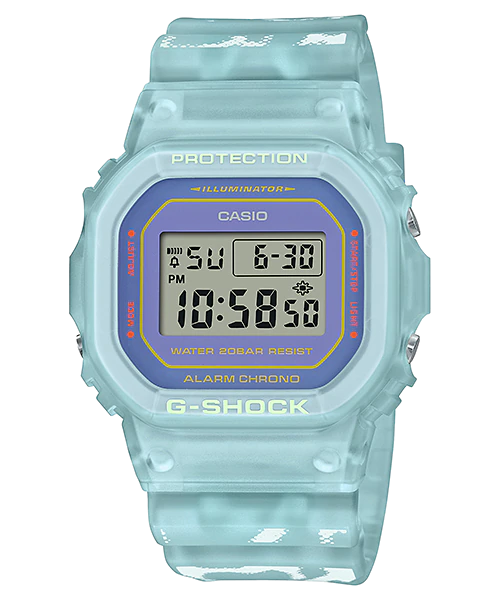 PROTECTION
ILLUMINATOR
CASIO
ADJUST
START/STOP
SU 6-30
PM
10:58 50
MODE
LIGHT
WATER 20BAR RESIST
ALARM CHRONO
G-SHOCK